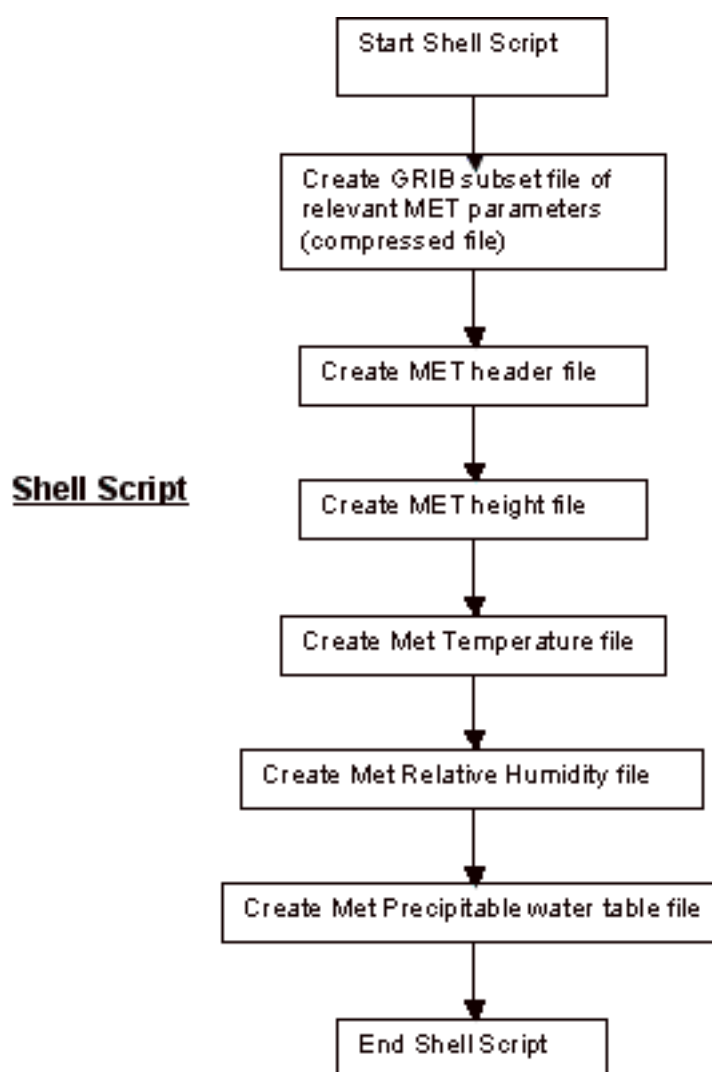 Start Shell Script
Create GRIB subset file of
relevant MET parameters
(compressed file)
Create MET header file
Shell Script
Create MET height file
Create Met Temperature file
Create Met Relative Humidity file
Create Met Precipitable water table file
End Shell Script